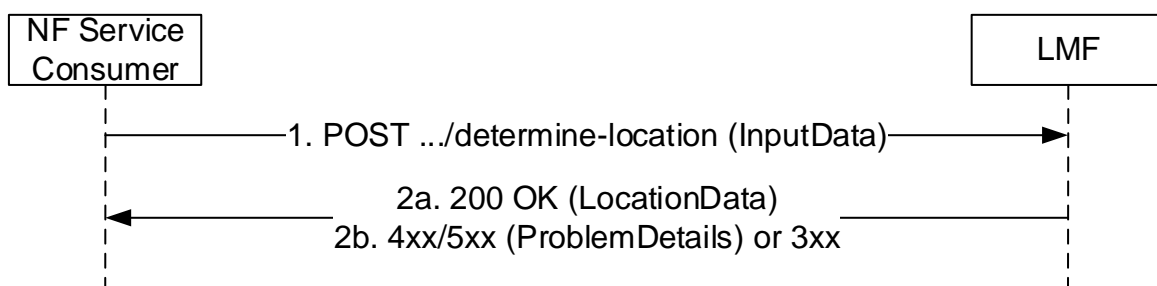 NF Service
Consumer
LMF
1. POST .../determine-location (InputData)
2a. 200 OK (LocationData)
2b. 4xx/5xx (ProblemDetails) or 3xx